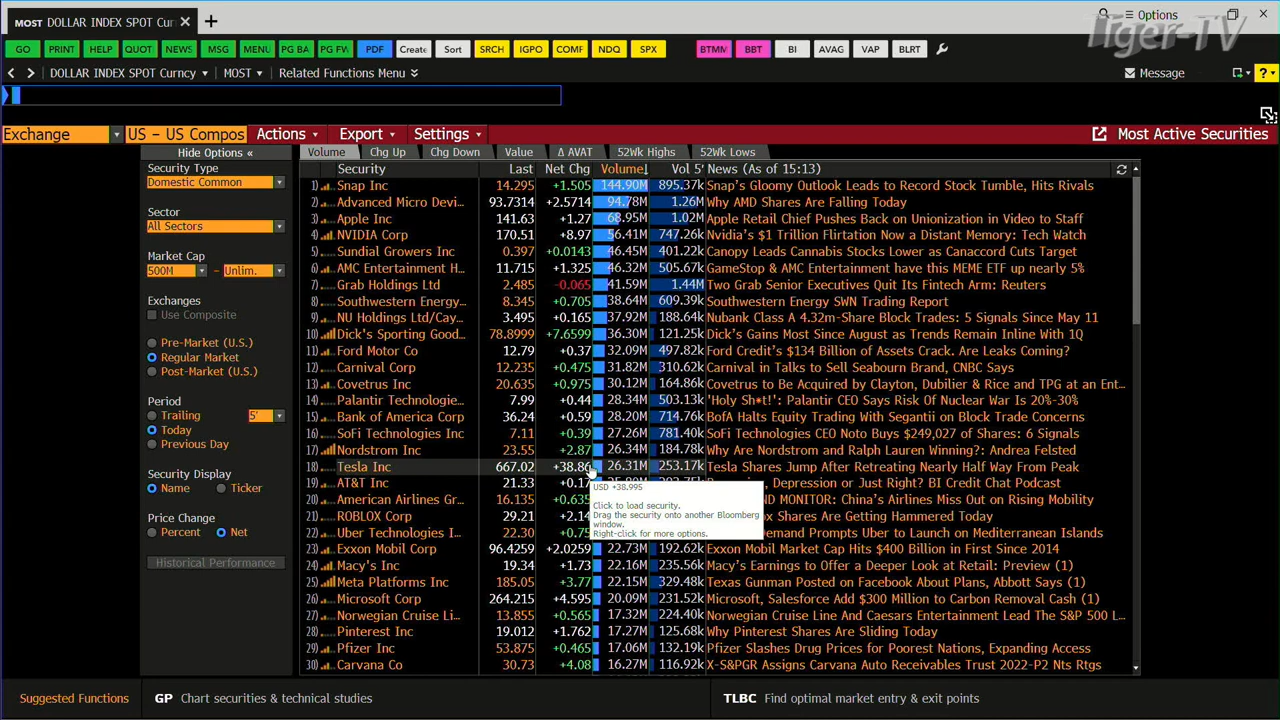 MOST DOLLAR INDEX SPOT Cur
Options
Tiger-TV
GO PRINT HELP QUOT NEWS MSG MENU PG BA PG FW PDF Create Sort SRCH IGPO COMF NDQ SPX BTMM BBT BI AVAG VAP BLRT
DOLLAR INDEX SPOT Curncy MOST Related Functions Menu Message ?
Exchange US - US Compos Actions Export Settings Most Active Securities
Hide Options «
Security Type
Domestic Common
Sector
All Sectors
Market Cap
500M - Unlim.
Exchanges
Use Composite
Pre-Market (U.S.)
Regular Market
Post-Market (U.S.)
Period
Trailing 5'
Today
Previous Day
Security Display
Name Ticker
Price Change
Percent Net
Historical Performance
Volume Chg Up Chg Down Value Δ AVAT 52Wk Highs 52Wk Lows
Security Last Net Chg Volume↓ Vol 5' News (As of 15:13)
1) Snap Inc 14.295 +1.505 144.90M 895.37k Snap's Gloomy Outlook Leads to Record Stock Tumble, Hits Rivals
2) Advanced Micro Devi… 93.7314 +2.5714 94.78M 1.26M Why AMD Shares Are Falling Today
3) Apple Inc 141.63 +1.27 68.95M 1.02M Apple Retail Chief Pushes Back on Unionization in Video to Staff
4) NVIDIA Corp 170.51 +8.97 56.41M 747.26k Nvidia's $1 Trillion Flirtation Now a Distant Memory: Tech Watch
5) Sundial Growers Inc 0.397 +0.0143 46.45M 401.22k Canopy Leads Cannabis Stocks Lower as Canaccord Cuts Target
6) AMC Entertainment H… 11.715 +1.325 46.32M 505.67k GameStop & AMC Entertainment have this MEME ETF up nearly 5%
7) Grab Holdings Ltd 2.485 -0.065 41.59M 1.44M Two Grab Senior Executives Quit Its Fintech Arm: Reuters
8) Southwestern Energy… 8.345 +0.705 38.64M 609.39k Southwestern Energy SWN Trading Report
9) NU Holdings Ltd/Cay… 3.495 +0.165 37.92M 188.64k Nubank Class A 4.32m-Share Block Trades: 5 Signals Since May 11
10) Dick's Sporting Good… 78.8999 +7.6599 36.30M 121.25k Dick's Gains Most Since August as Trends Remain Inline With 1Q
11) Ford Motor Co 12.79 +0.37 32.09M 497.82k Ford Credit's $134 Billion of Assets Crack. Are Leaks Coming?
12) Carnival Corp 12.235 +0.475 31.82M 310.62k Carnival in Talks to Sell Seabourn Brand, CNBC Says
13) Covetrus Inc 20.635 +0.975 30.12M 164.86k Covetrus to Be Acquired by Clayton, Dubilier & Rice and TPG at an Ent…
14) Palantir Technologie… 7.99 +0.44 28.34M 503.13k 'Holy Sh*t!': Palantir CEO Says Risk Of Nuclear War Is 20%-30%
15) Bank of America Corp 36.24 +0.59 28.20M 714.76k BofA Halts Equity Trading With Segantii on Block Trade Concerns
16) SoFi Technologies Inc 7.11 +0.39 27.26M 781.40k SoFi Technologies CEO Noto Buys $249,027 of Shares: 6 Signals
17) Nordstrom Inc 23.55 +2.87 26.34M 184.78k Why Are Nordstrom and Ralph Lauren Winning?: Andrea Felsted
18) Tesla Inc 667.02 +38.86 26.31M 253.17k Tesla Shares Jump After Retreating Nearly Half Way From Peak
19) AT&T Inc 21.33 +0.17 Depression or Just Right? BI Credit Chat Podcast
20) American Airlines Gr… 16.135 +0.635 MONITOR: China's Airlines Miss Out on Rising Mobility
21) ROBLOX Corp 29.21 +2.14 Shares Are Getting Hammered Today
22) Uber Technologies I… 22.30 +0.75 Demand Prompts Uber to Launch on Mediterranean Islands
USD +38.995
Click to load security.
Drag the security onto another Bloomberg
window.
Right-click for more options.
23) Exxon Mobil Corp 96.4259 +2.0259 22.73M 192.62k Exxon Mobil Market Cap Hits $400 Billion in First Since 2014
24) Macy's Inc 19.34 +1.73 22.16M 235.56k Macy's Earnings to Offer a Deeper Look at Retail: Preview (1)
25) Meta Platforms Inc 185.05 +3.77 22.15M 329.48k Texas Gunman Posted on Facebook About Plans, Abbott Says (1)
26) Microsoft Corp 264.215 +4.595 20.09M 231.52k Microsoft, Salesforce Add $300 Million to Carbon Removal Cash (1)
27) Norwegian Cruise Li… 13.855 +0.565 17.32M 224.40k Norwegian Cruise Line And Caesars Entertainment Lead The S&P 500 L…
28) Pinterest Inc 19.012 +1.762 17.27M 125.68k Why Pinterest Shares Are Sliding Today
29) Pfizer Inc 53.875 +0.465 17.06M 132.19k Pfizer Slashes Drug Prices for Poorest Nations, Expanding Access
30) Carvana Co 30.73 +4.08 16.27M 116.92k X-S&PGR Assigns Carvana Auto Receivables Trust 2022-P2 Nts Rtgs
Suggested Functions GP Chart securities & technical studies TLBC Find optimal market entry & exit points